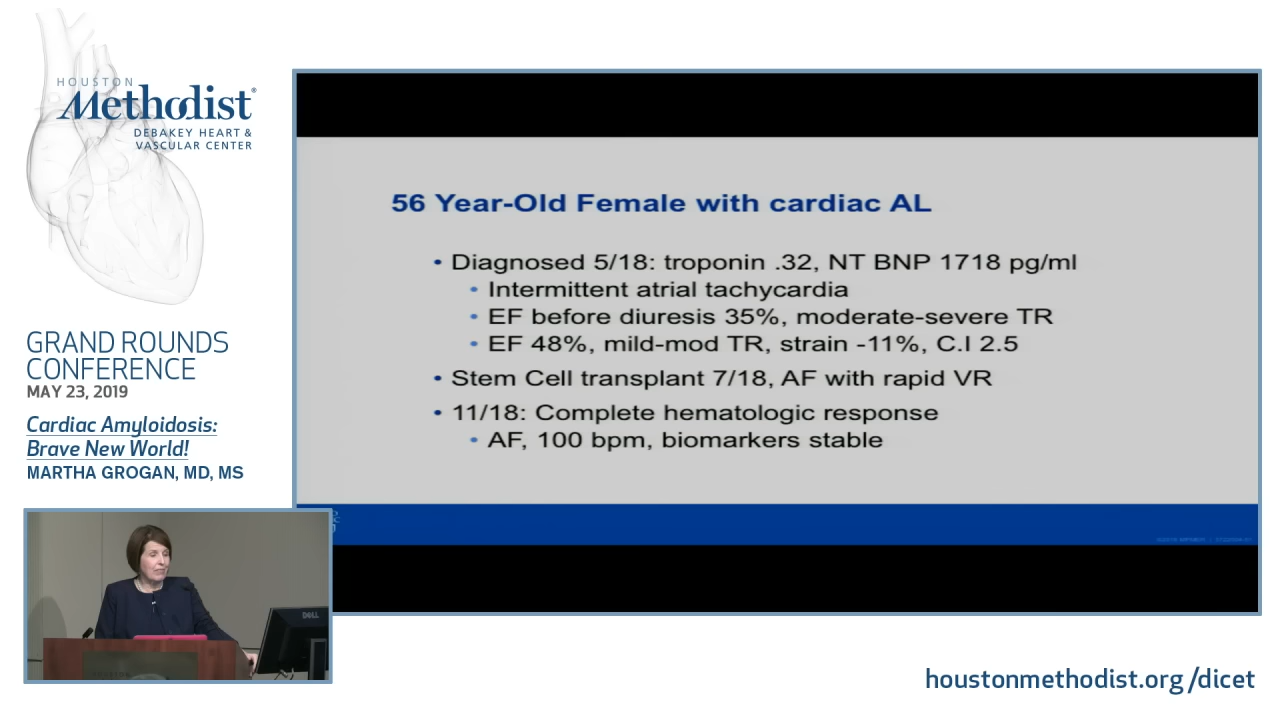 HOUSTON
Methodist®
DEBAKEY HEART &
VASCULAR CENTER
GRAND ROUNDS
CONFERENCE
MAY 23, 2019
Cardiac Amyloidosis:
Brave New World!
MARTHA GROGAN, MD, MS
56 Year-Old Female with cardiac AL
• Diagnosed 5/18: troponin .32, NT BNP 1718 pg/ml
• Intermittent atrial tachycardia
• EF before diuresis 35%, moderate-severe TR
• EF 48%, mild-mod TR, strain -11%, C.I 2.5
• Stem Cell transplant 7/18, AF with rapid VR
• 11/18: Complete hematologic response
• AF, 100 bpm, biomarkers stable
DELL
houstonmethodist.org/dicet